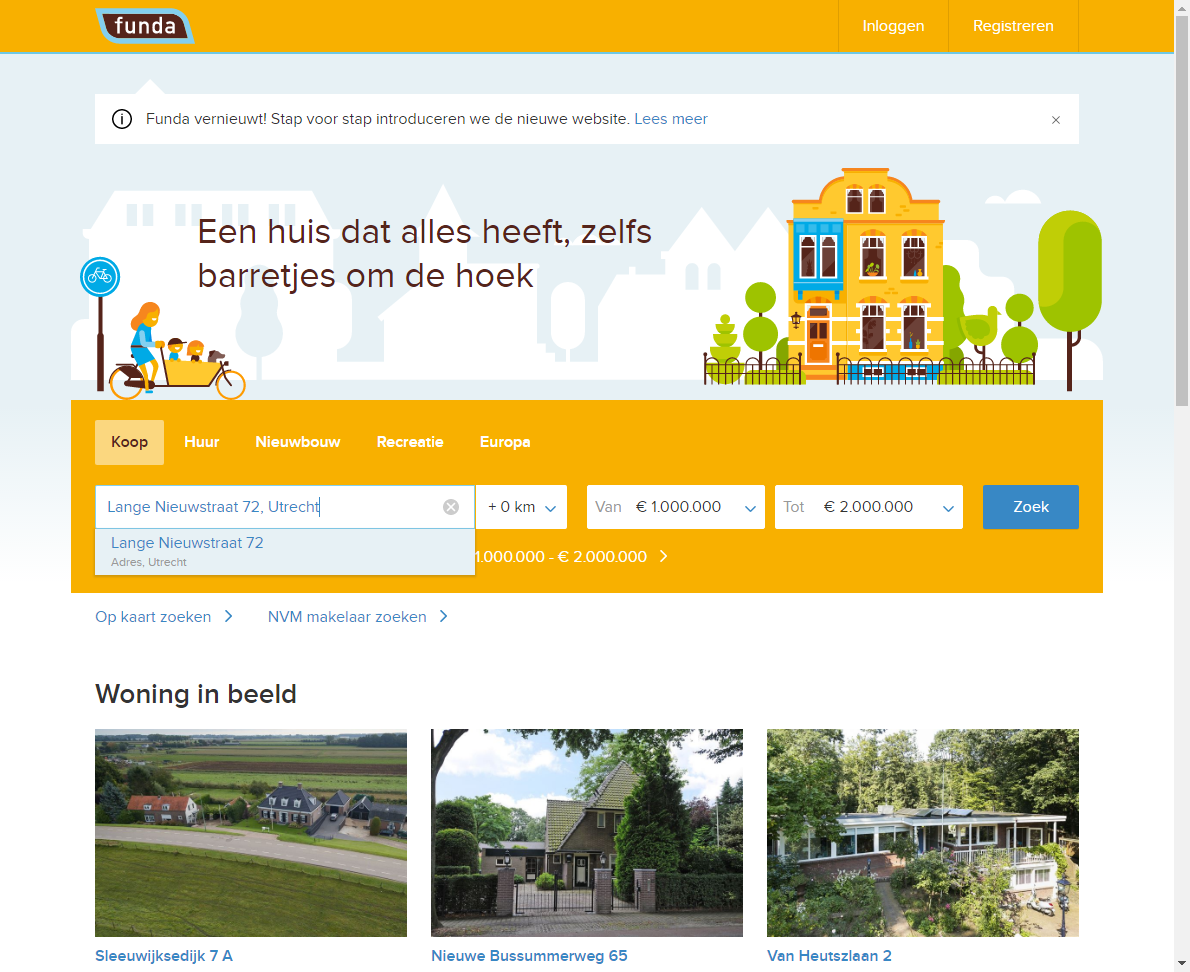 funda
Inloggen
Registreren
Funda vernieuwt! Stap voor stap introduceren we de nieuwe website. Lees meer
Een huis dat alles heeft, zelfs
barretjes om de hoek
Koop
Huur
Nieuwbouw
Recreatie
Europa
Lange Nieuwstraat 72, Utrecht
+ 0 km
Van € 1.000.000
Tot € 2.000.000
Zoek
Lange Nieuwstraat 72
Adres, Utrecht
1.000.000 - € 2.000.000
Op kaart zoeken
NVM makelaar zoeken
Woning in beeld
Sleeuwijksedijk 7 A
Nieuwe Bussummerweg 65
Van Heutszlaan 2